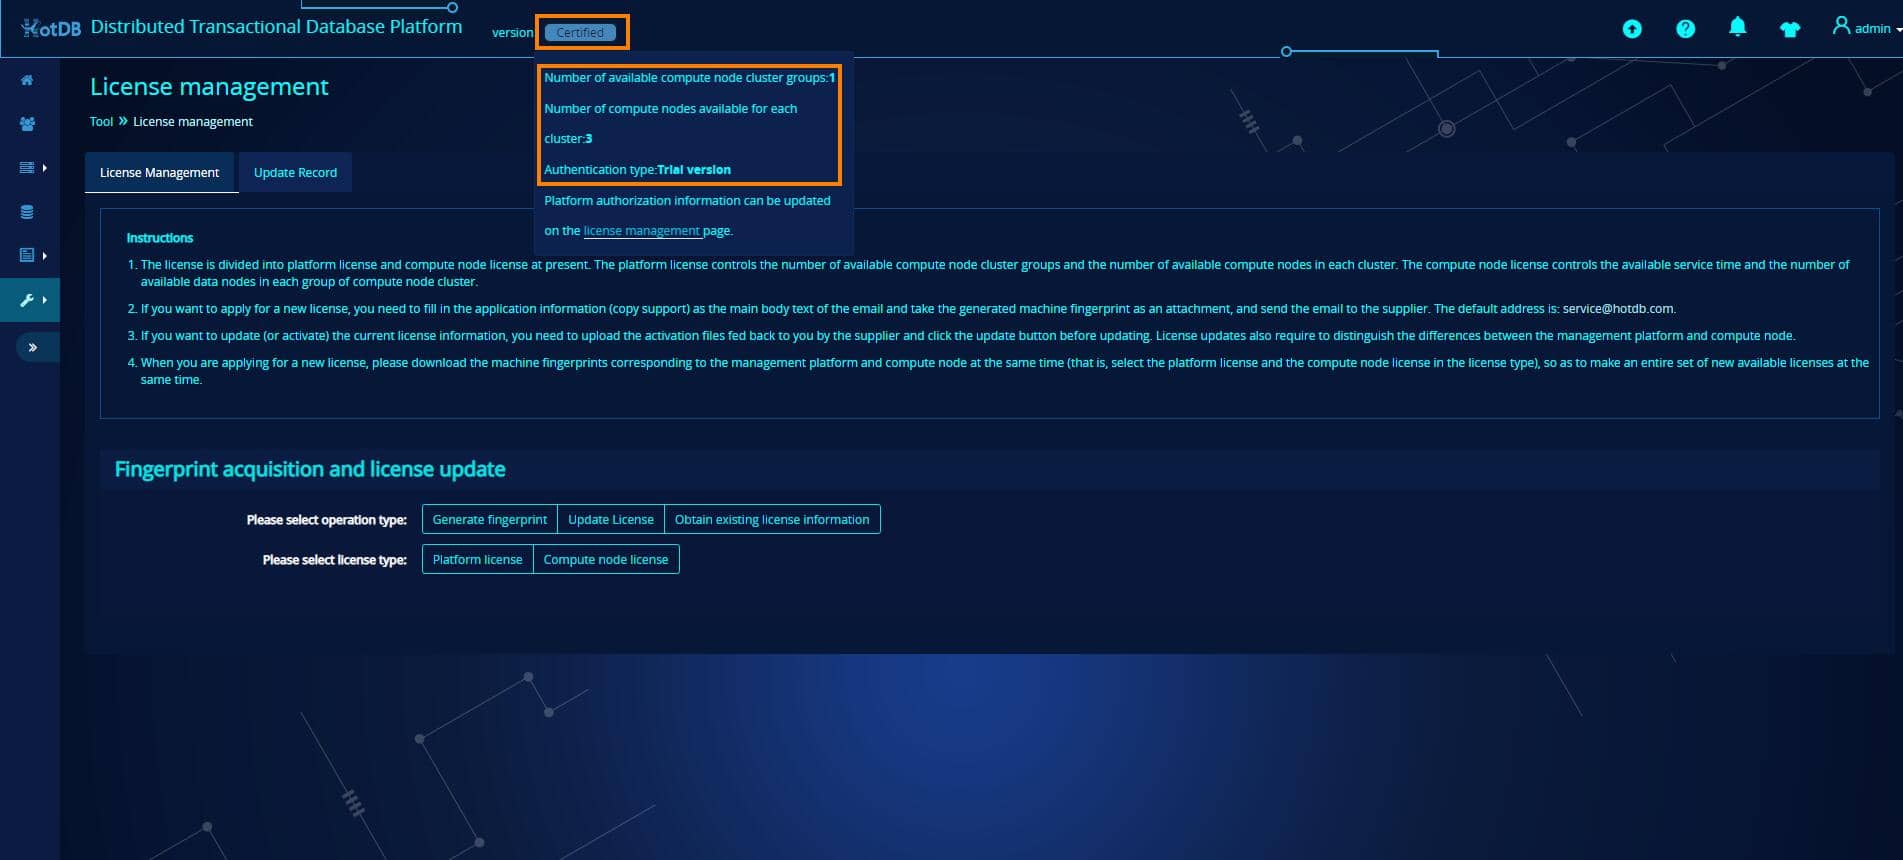 HotDB Distributed Transactional Database Platform version Certified admin
Number of available compute node cluster groups:1
Number of compute nodes available for each
cluster:3
Authentication type:Trial version
Platform authorization information can be updated
on the license management page.
License management
Tool » License management
License Management Update Record
Instructions
1. The license is divided into platform license and compute node license at present. The platform license controls the number of available compute node cluster groups and the number of available compute nodes in each cluster. The compute node license controls the available service time and the number of
available data nodes in each group of compute node cluster.
2. If you want to apply for a new license, you need to fill in the application information (copy support) as the main body text of the email and take the generated machine fingerprint as an attachment, and send the email to the supplier. The default address is: service@hotdb.com.
3. If you want to update (or activate) the current license information, you need to upload the activation files fed back to you by the supplier and click the update button before updating. License updates also require to distinguish the differences between the management platform and compute node.
4. When you are applying for a new license, please download the machine fingerprints corresponding to the management platform and compute node at the same time (that is, select the platform license and the compute node license in the license type), so as to make an entire set of new available licenses at the
same time.
Fingerprint acquisition and license update
Please select operation type: Generate fingerprint Update License Obtain existing license information
Please select license type: Platform license Compute node license